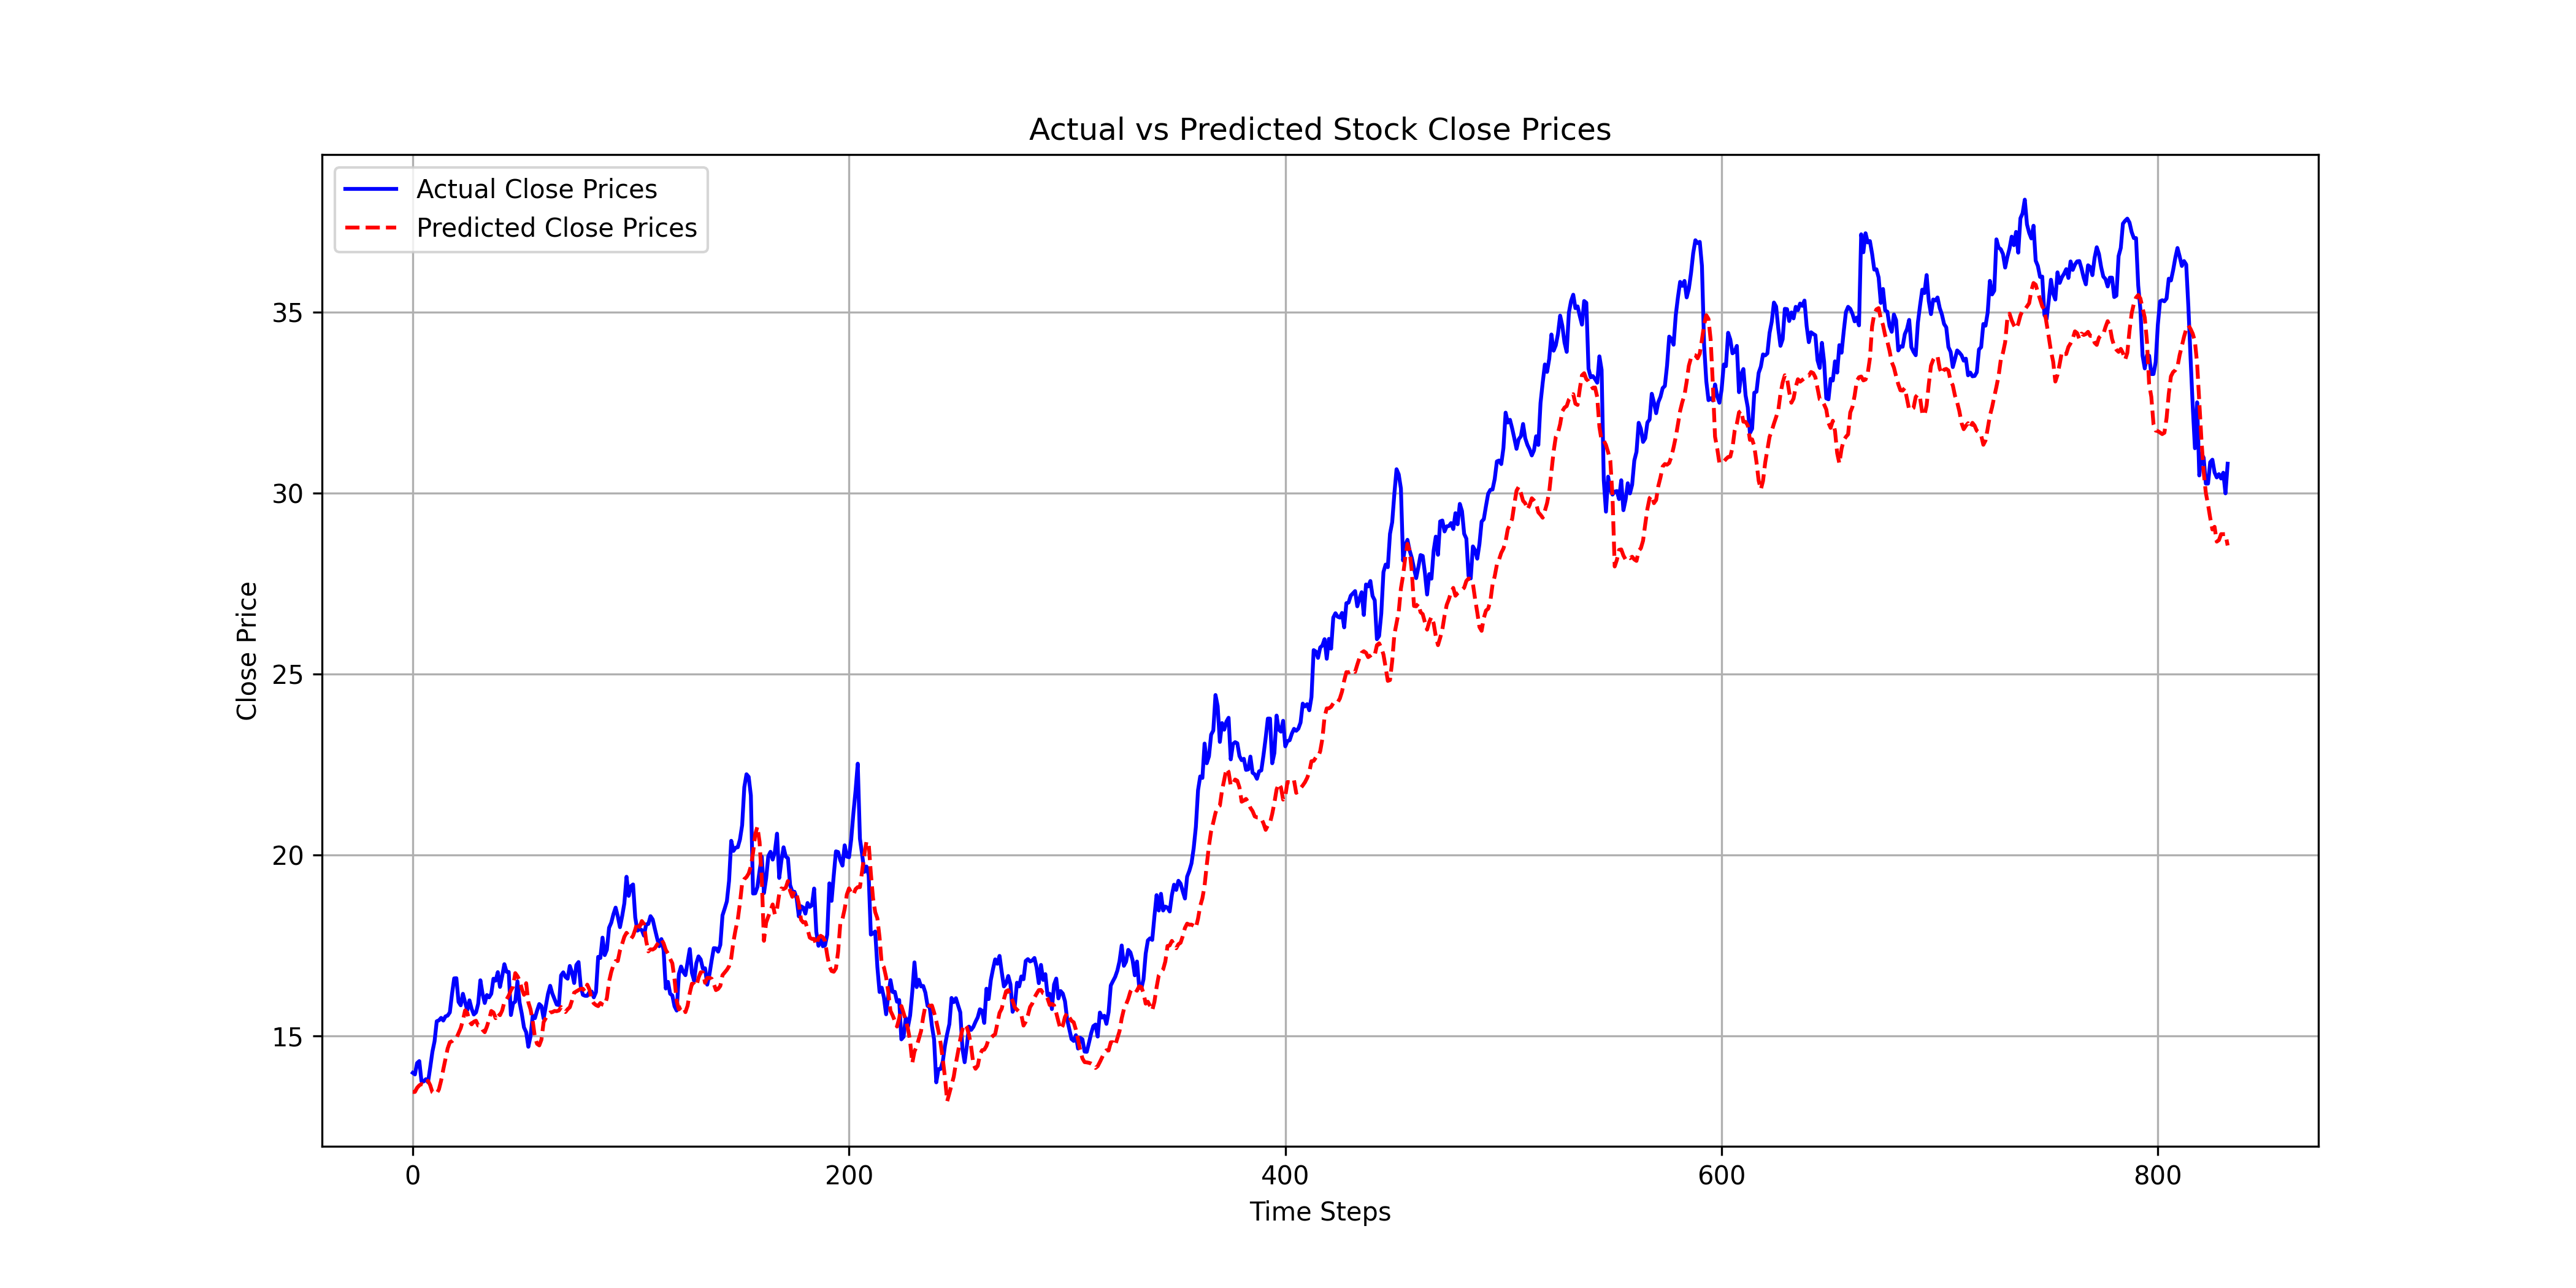 Actual vs Predicted Stock Close Prices
Actual Close Prices
Predicted Close Prices
Close Price
35
30
25
20
15
0 200 400 600 800
Time Steps